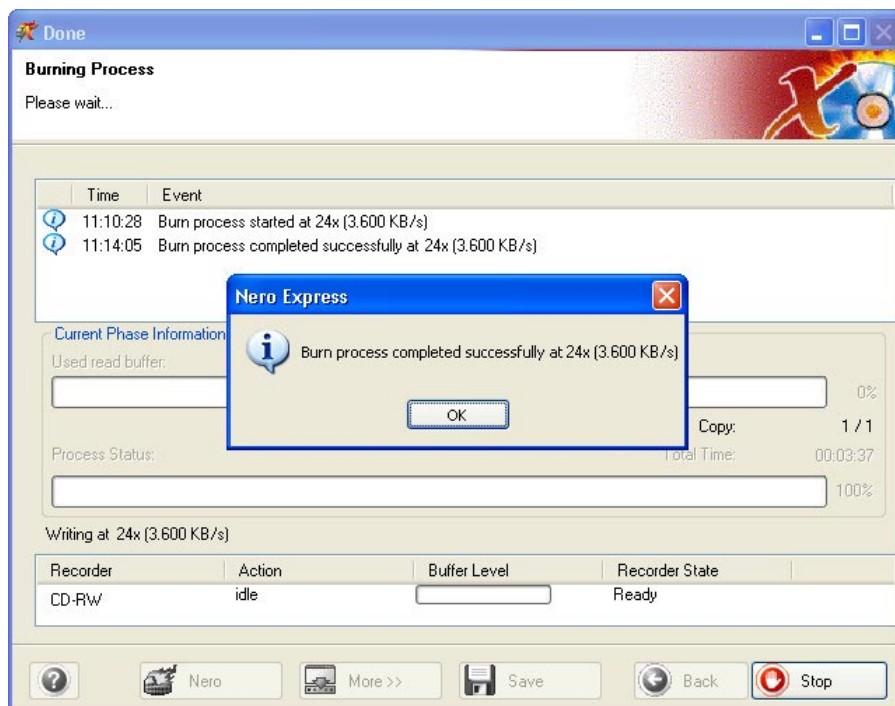 Done
Burning Process
Please wait...
Time Event
11:10:28 Burn process started at 24x (3.600 KB/s)
11:14:05 Burn process completed successfully at 24x (3.600 KB/s)
Nero Express
Burn process completed successfully at 24x (3.600 KB/s)
OK
Current Phase Information
Used read buffer:
0%
Copy: 1 / 1
Process Status: Total Time: 00:03:37
100%
Writing at 24x (3.600 KB/s)
Recorder Action Buffer Level Recorder State
CD-RW idle Ready
Nero More >> Save Back Stop